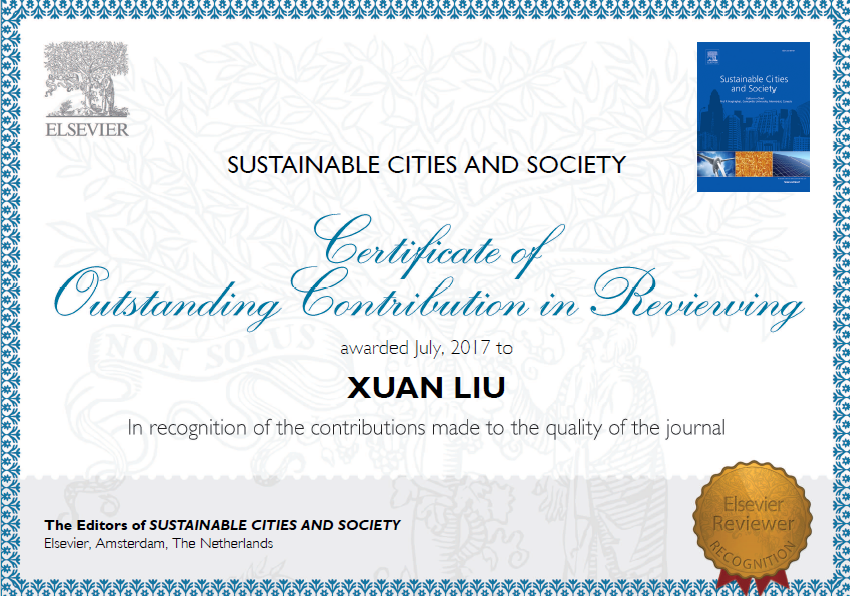 ELSEVIER
Sustainable Cities
and Society
SUSTAINABLE CITIES AND SOCIETY
Certificate of
Outstanding Contribution in Reviewing
awarded July, 2017 to
XUAN LIU
In recognition of the contributions made to the quality of the journal
The Editors of SUSTAINABLE CITIES AND SOCIETY
Elsevier, Amsterdam, The Netherlands
Elsevier
Reviewer
RECOGNITION